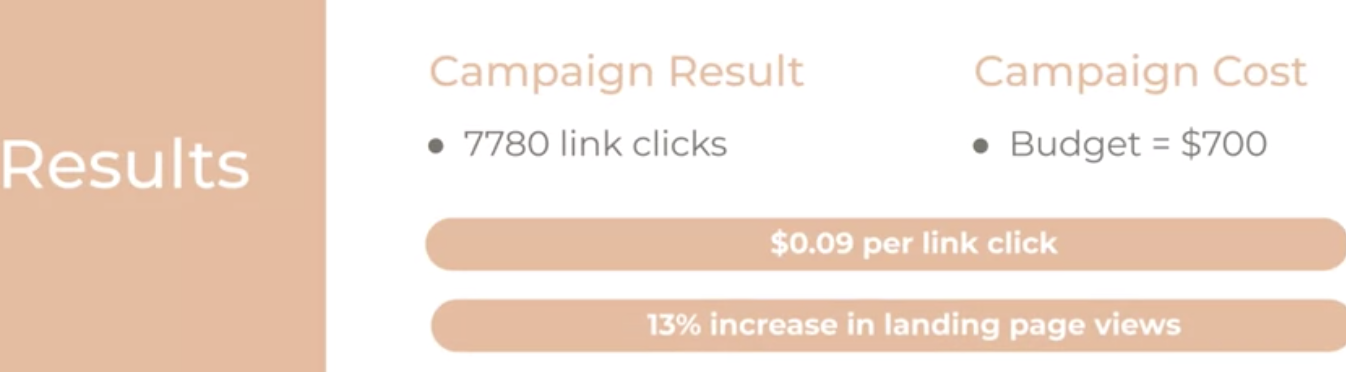 Results
Campaign Result
• 7780 link clicks
Campaign Cost
• Budget = $700
$0.09 per link click
13% increase in landing page views